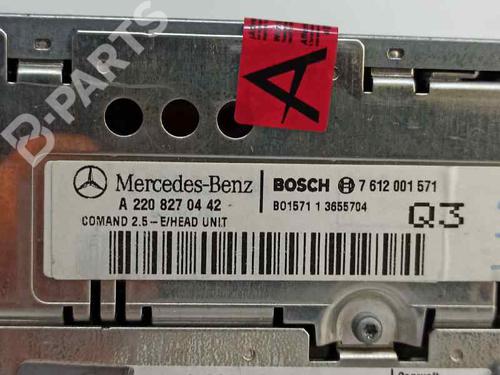 B-PARTS
A
Mercedes-Benz
A 220 827 04 42
COMAND 2.5-E/HEAD UNIT
BOSCH 7 612 001 571
B01571 1 3655704
Q3